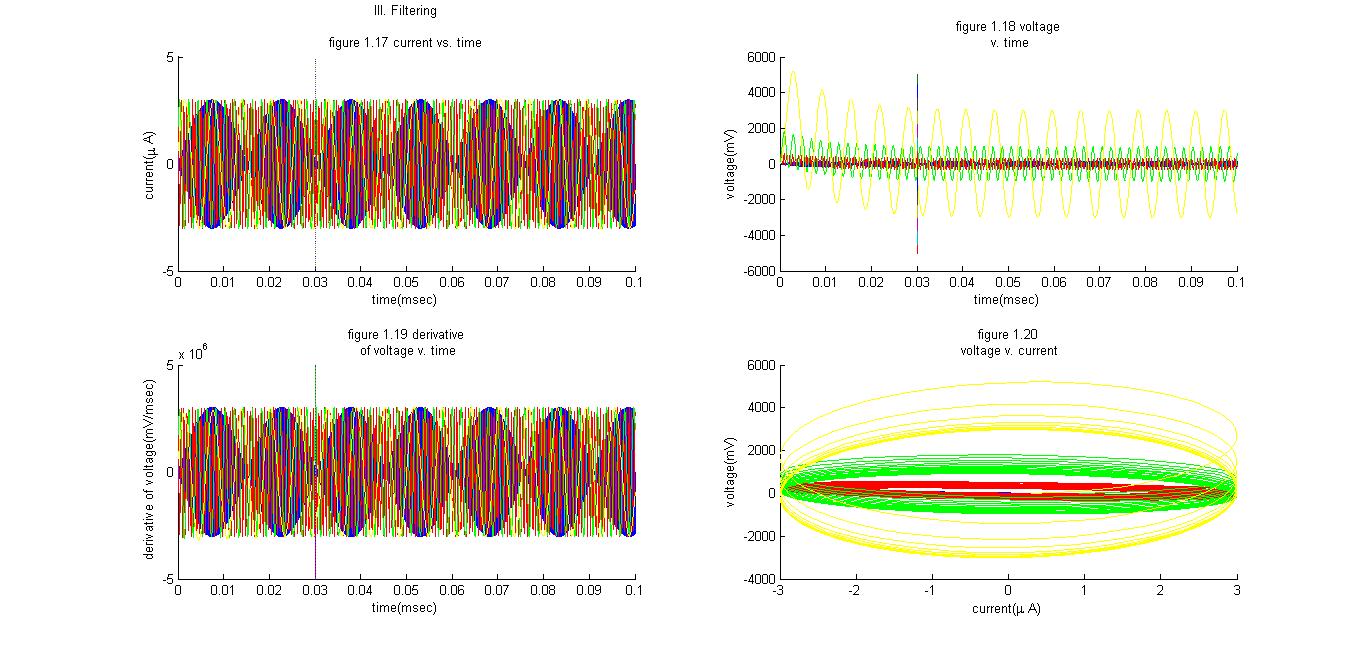 III. Filtering
figure 1.17 current vs. time
5
0
-5
current(μ A)
0 0.01 0.02 0.03 0.04 0.05 0.06 0.07 0.08 0.09 0.1
time(msec)
figure 1.18 voltage
v. time
6000
4000
2000
0
-2000
-4000
-6000
voltage(mV)
0 0.01 0.02 0.03 0.04 0.05 0.06 0.07 0.08 0.09 0.1
time(msec)
figure 1.19 derivative
of voltage v. time
x 10^6
5
0
-5
derivative of voltage(mV/msec)
0 0.01 0.02 0.03 0.04 0.05 0.06 0.07 0.08 0.09 0.1
time(msec)
figure 1.20
voltage v. current
6000
4000
2000
0
-2000
-4000
voltage(mV)
-3 -2 -1 0 1 2 3
current(μ A)